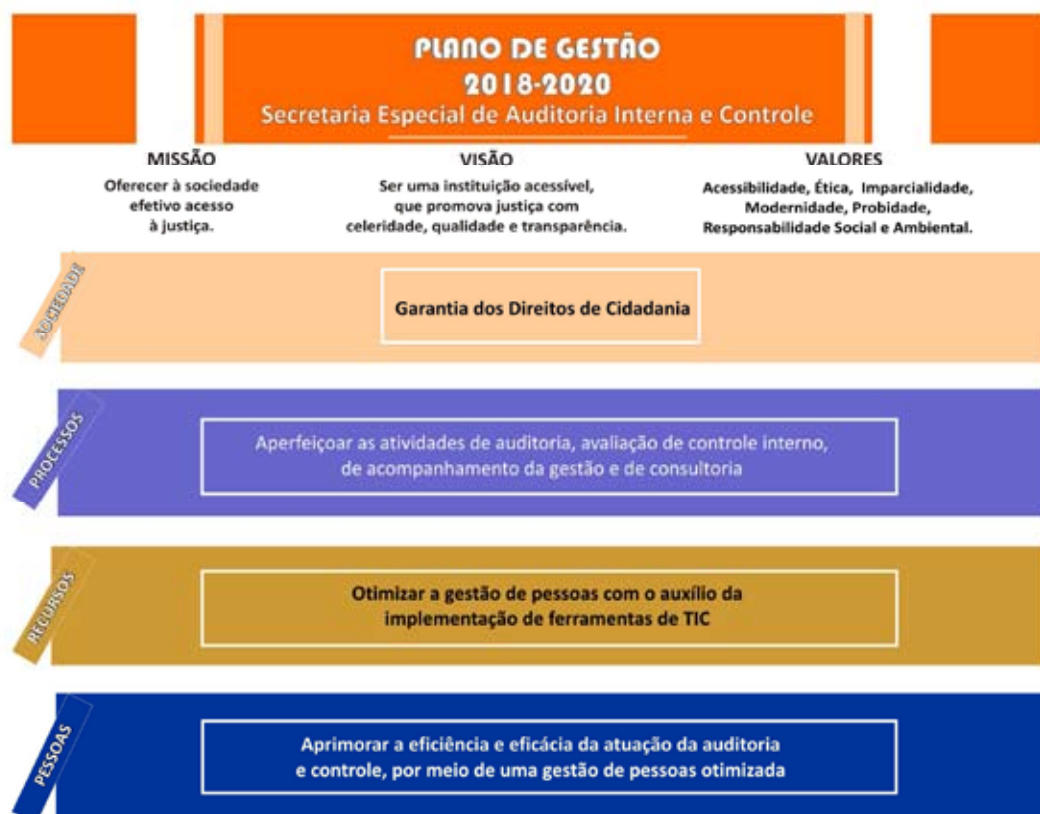 PLANO DE GESTÃO
2018-2020
Secretaria Especial de Auditoria Interna e Controle
MISSÃO
Oferecer à sociedade
efetivo acesso
à justiça.
VISÃO
Ser uma instituição acessível,
que promova justiça com
celeridade, qualidade e transparência.
VALORES
Acessibilidade, Ética, Imparcialidade,
Modernidade, Probidade,
Responsabilidade Social e Ambiental.
SOCIEDADE
Garantia dos Direitos de Cidadania
PROCESSOS
Aperfeiçoar as atividades de auditoria, avaliação de controle interno,
de acompanhamento da gestão e de consultoria
RECURSOS
Otimizar a gestão de pessoas com o auxílio da
implementação de ferramentas de TIC
PESSOAS
Aprimorar a eficiência e eficácia da atuação da auditoria
e controle, por meio de uma gestão de pessoas otimizada